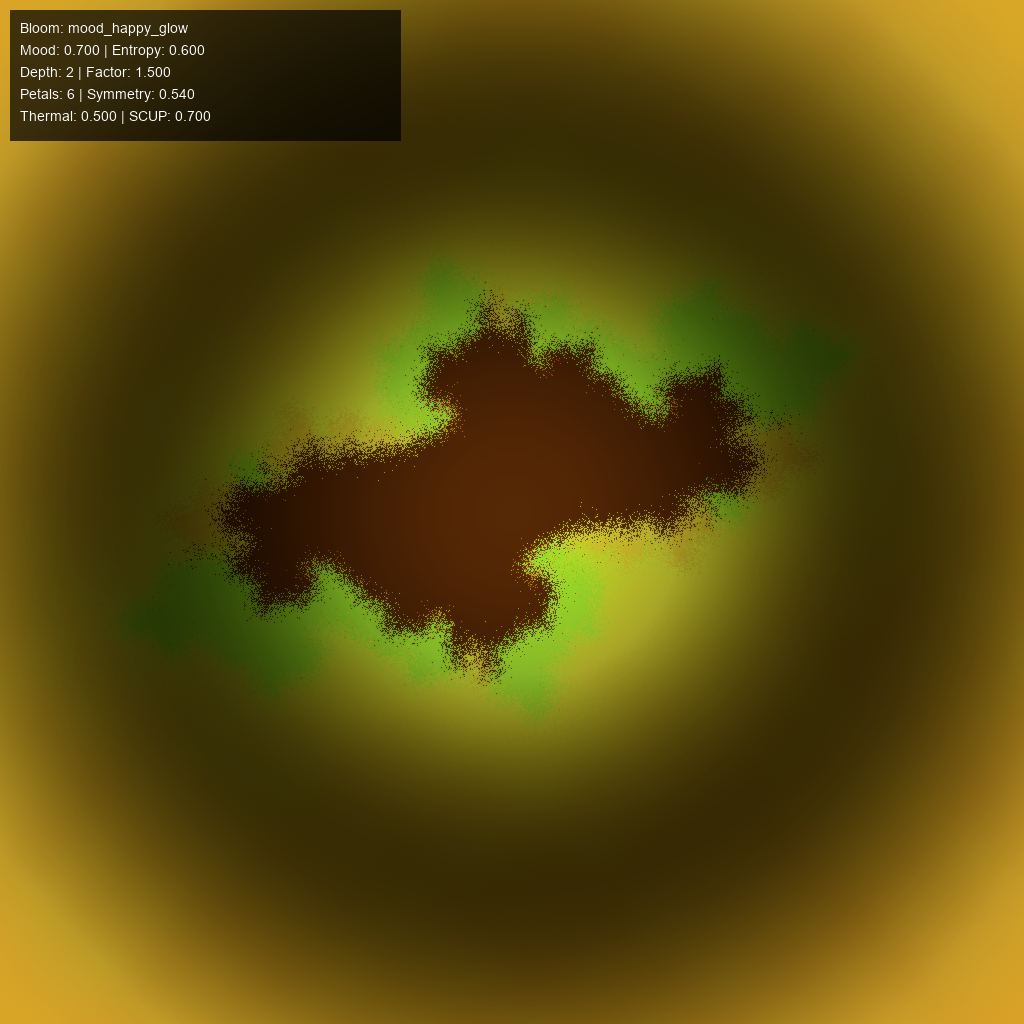 Bloom: mood_happy_glow
Mood: 0.700 | Entropy: 0.600
Depth: 2 | Factor: 1.500
Petals: 6 | Symmetry: 0.540
Thermal: 0.500 | SCUP: 0.700